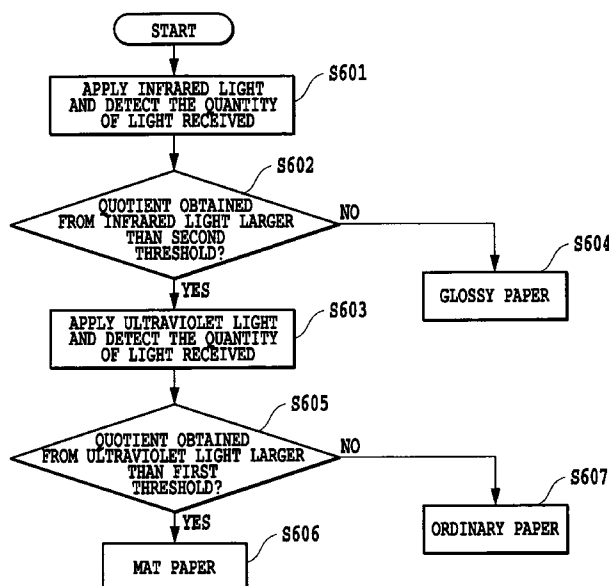 START
S601
APPLY INFRARED LIGHT
AND DETECT THE QUANTITY
OF LIGHT RECEIVED
S602
QUOTIENT OBTAINED
FROM INFRARED LIGHT LARGER
THAN SECOND
THRESHOLD?
NO
S604
GLOSSY PAPER
YES
S603
APPLY ULTRAVIOLET LIGHT
AND DETECT THE QUANTITY
OF LIGHT RECEIVED
S605
QUOTIENT OBTAINED
FROM ULTRAVIOLET LIGHT LARGER
THAN FIRST
THRESHOLD?
NO
S607
ORDINARY PAPER
YES
S606
MAT PAPER